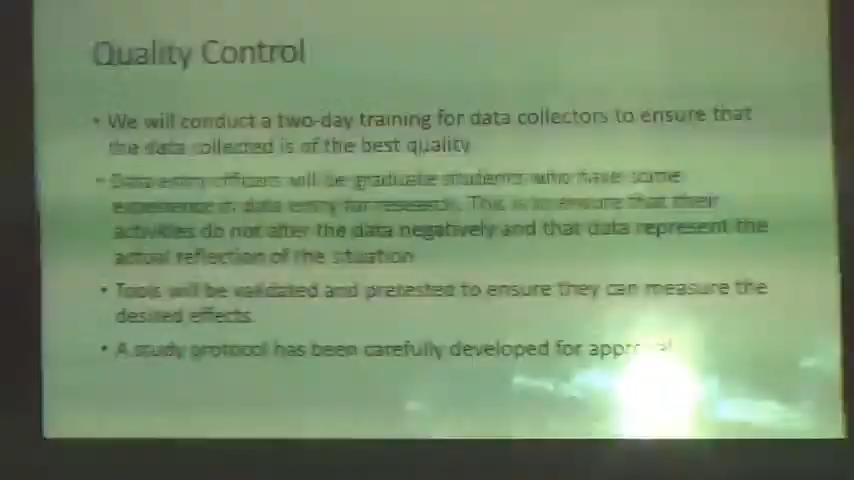 Quality Control
• We will conduct a two-day training for data collectors to ensure that
the data collected is of the best quality
• Data entry officers will be graduate students who have some
experience in data entry for research. This is to ensure that their
activities do not alter the data negatively and that data represent the
actual reflection of the situation
• Tools will be validated and pretested to ensure they can measure the
desired effects.
• A study protocol has been carefully developed for approval